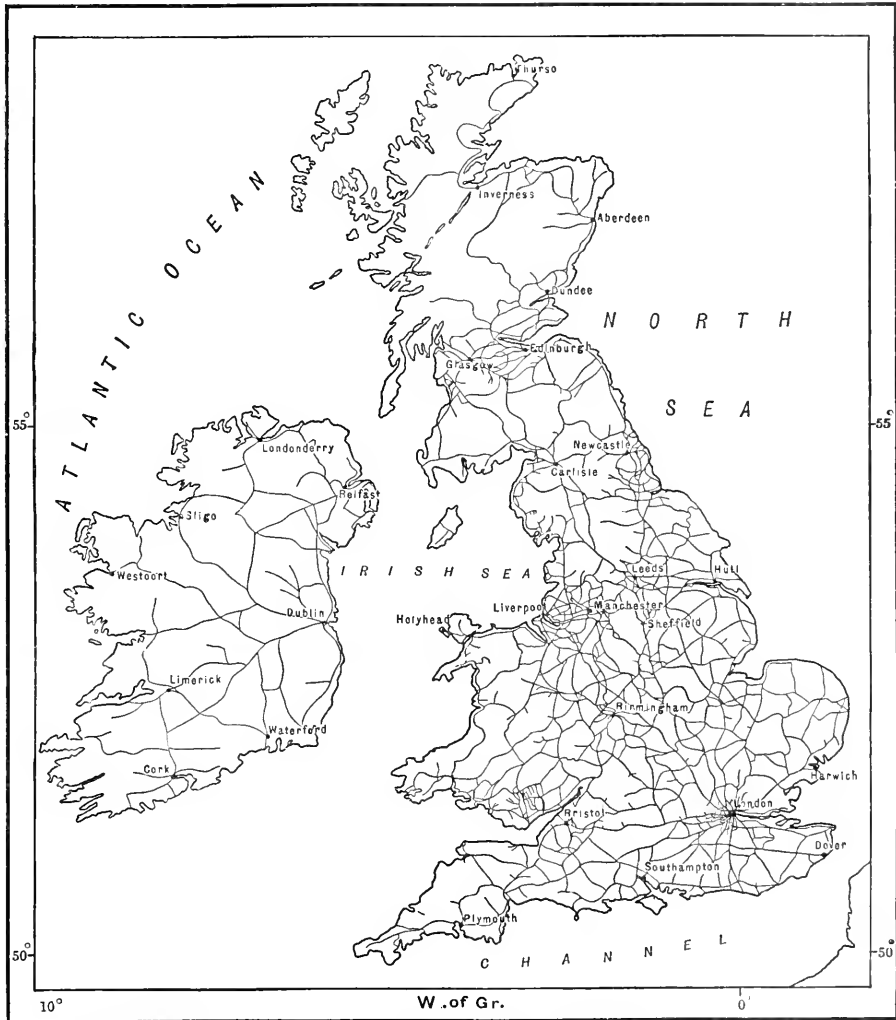 Thurso
ATLANTIC OCEAN
Inverness
Aberdeen
Dundee
NORTH
SEA
Edinburgh
Glasgow
55°
55°
Londonderry
Newcastle
Carlisle
Belfast
Sligo
IRISH SEA
Westport
Leeds
Hull
Dublin
Liverpool
Manchester
Holyhead
Sheffield
Limerick
Birmingham
Waterford
Cork
Harwich
London
Bristol
Dover
Southampton
Plymouth
CHANNEL
50°
50°
10°
W. of Gr.
0°